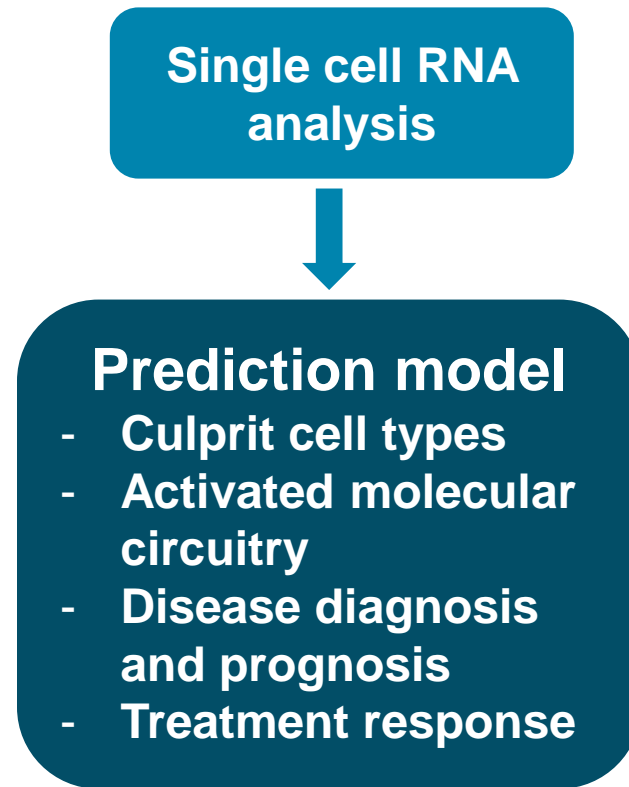 Single cell RNA
analysis
Prediction model
- Culprit cell types
- Activated molecular
circuitry
- Disease diagnosis
and prognosis
- Treatment response